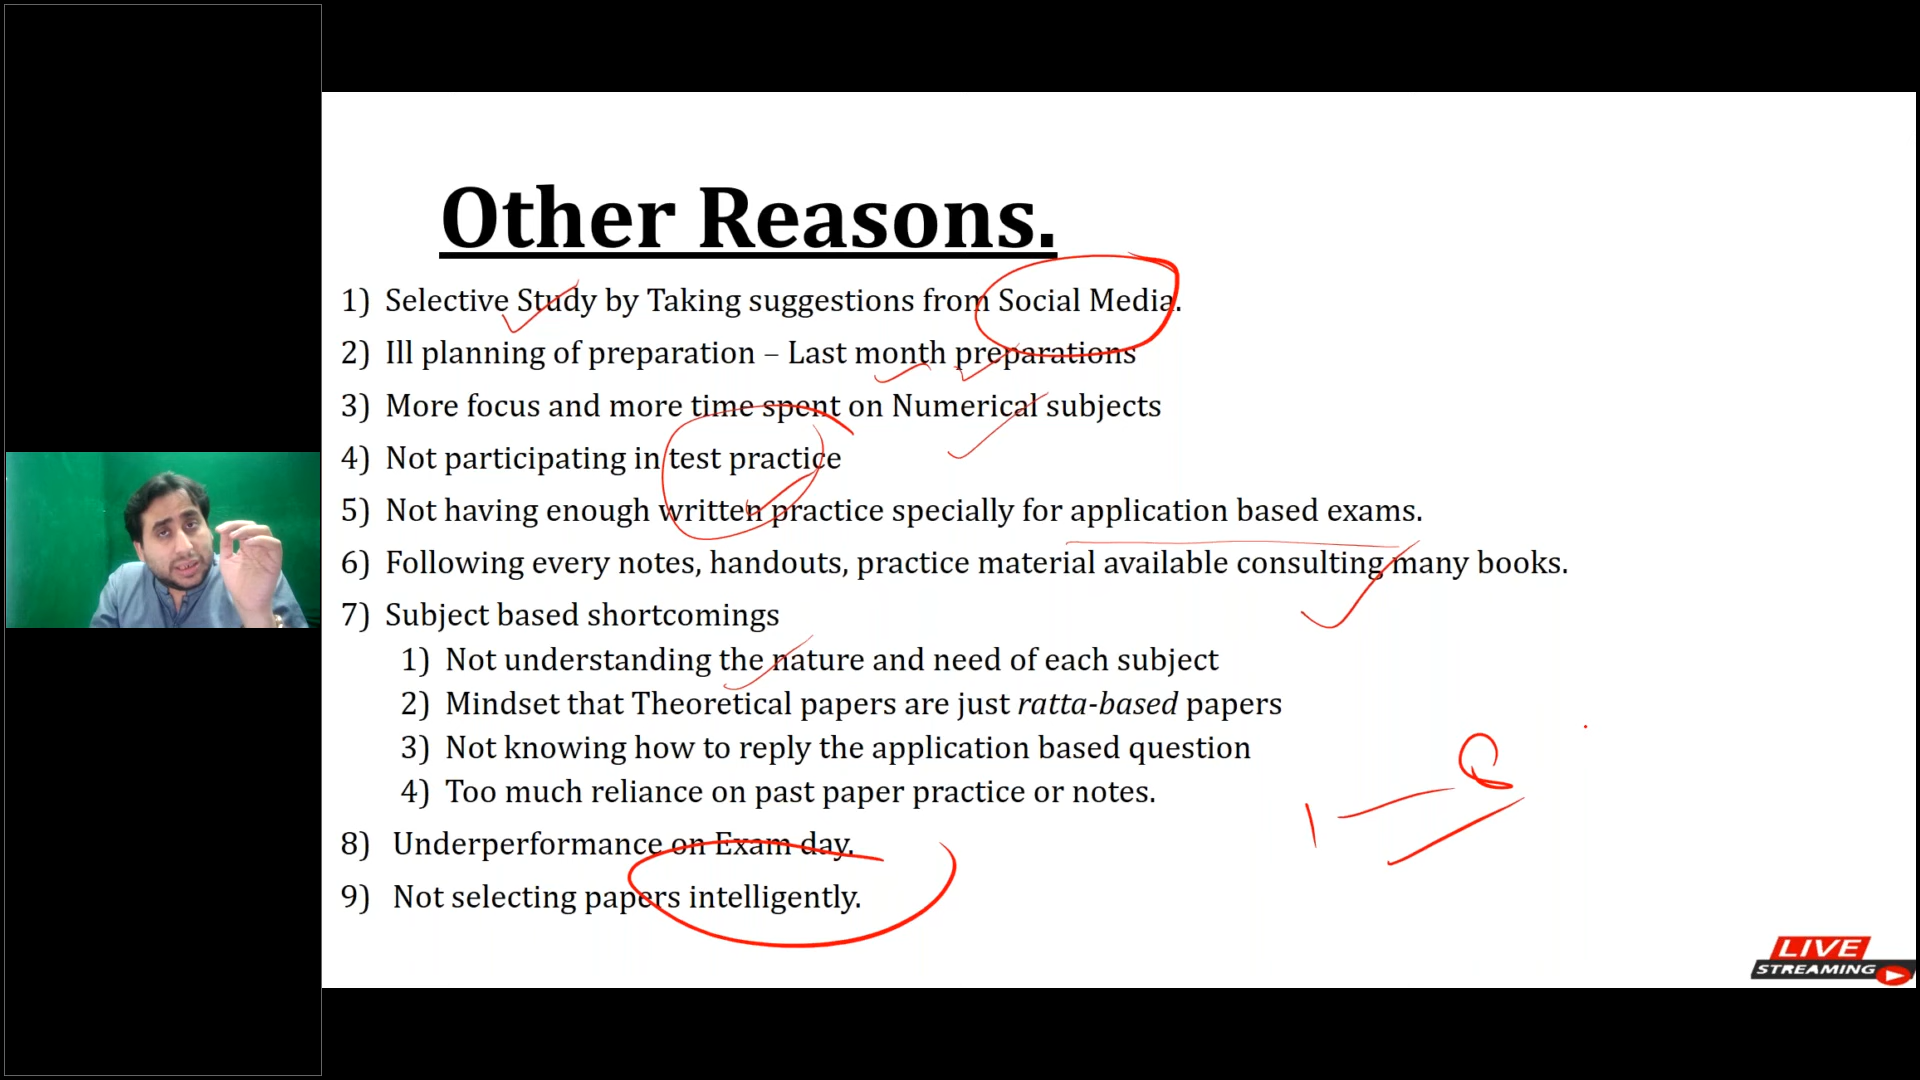 Other Reasons.
1) Selective Study by Taking suggestions from Social Media.
2) Ill planning of preparation – Last month preparations
3) More focus and more time spent on Numerical subjects
4) Not participating in test practice
5) Not having enough written practice specially for application based exams.
6) Following every notes, handouts, practice material available consulting many books.
7) Subject based shortcomings
1) Not understanding the nature and need of each subject
2) Mindset that Theoretical papers are just ratta-based papers
3) Not knowing how to reply the application based question
4) Too much reliance on past paper practice or notes.
8) Underperformance on Exam day.
9) Not selecting papers intelligently.
LIVE
STREAMING